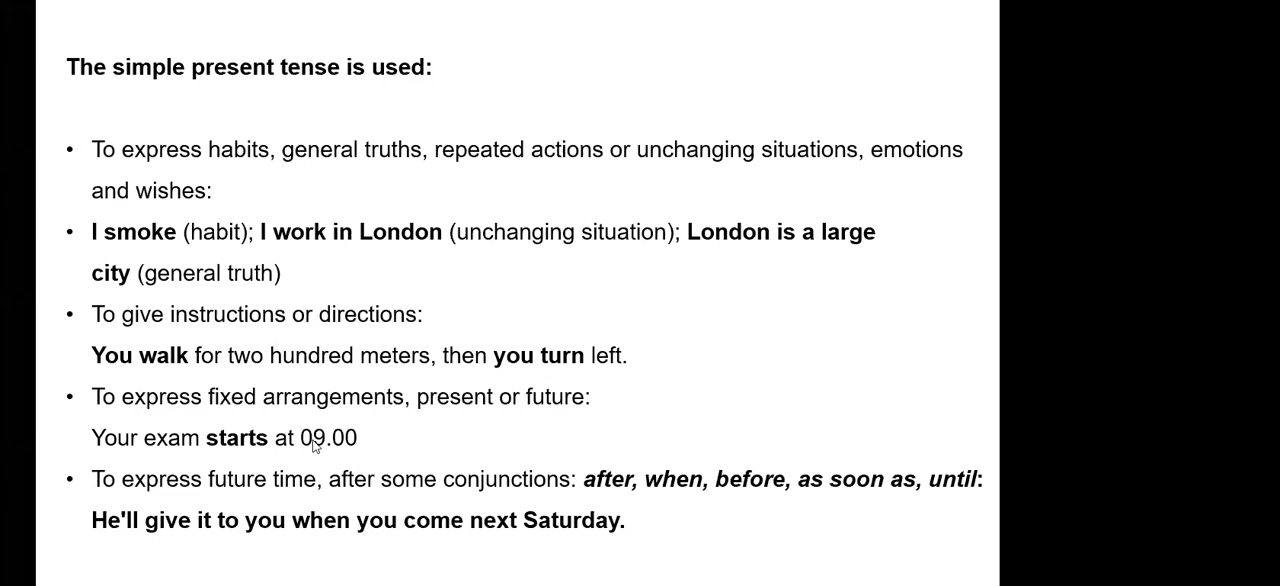 The simple present tense is used:
• To express habits, general truths, repeated actions or unchanging situations, emotions
and wishes:
• I smoke (habit); I work in London (unchanging situation); London is a large
city (general truth)
• To give instructions or directions:
You walk for two hundred meters, then you turn left.
• To express fixed arrangements, present or future:
Your exam starts at 09.00
• To express future time, after some conjunctions: after, when, before, as soon as, until:
He'll give it to you when you come next Saturday.